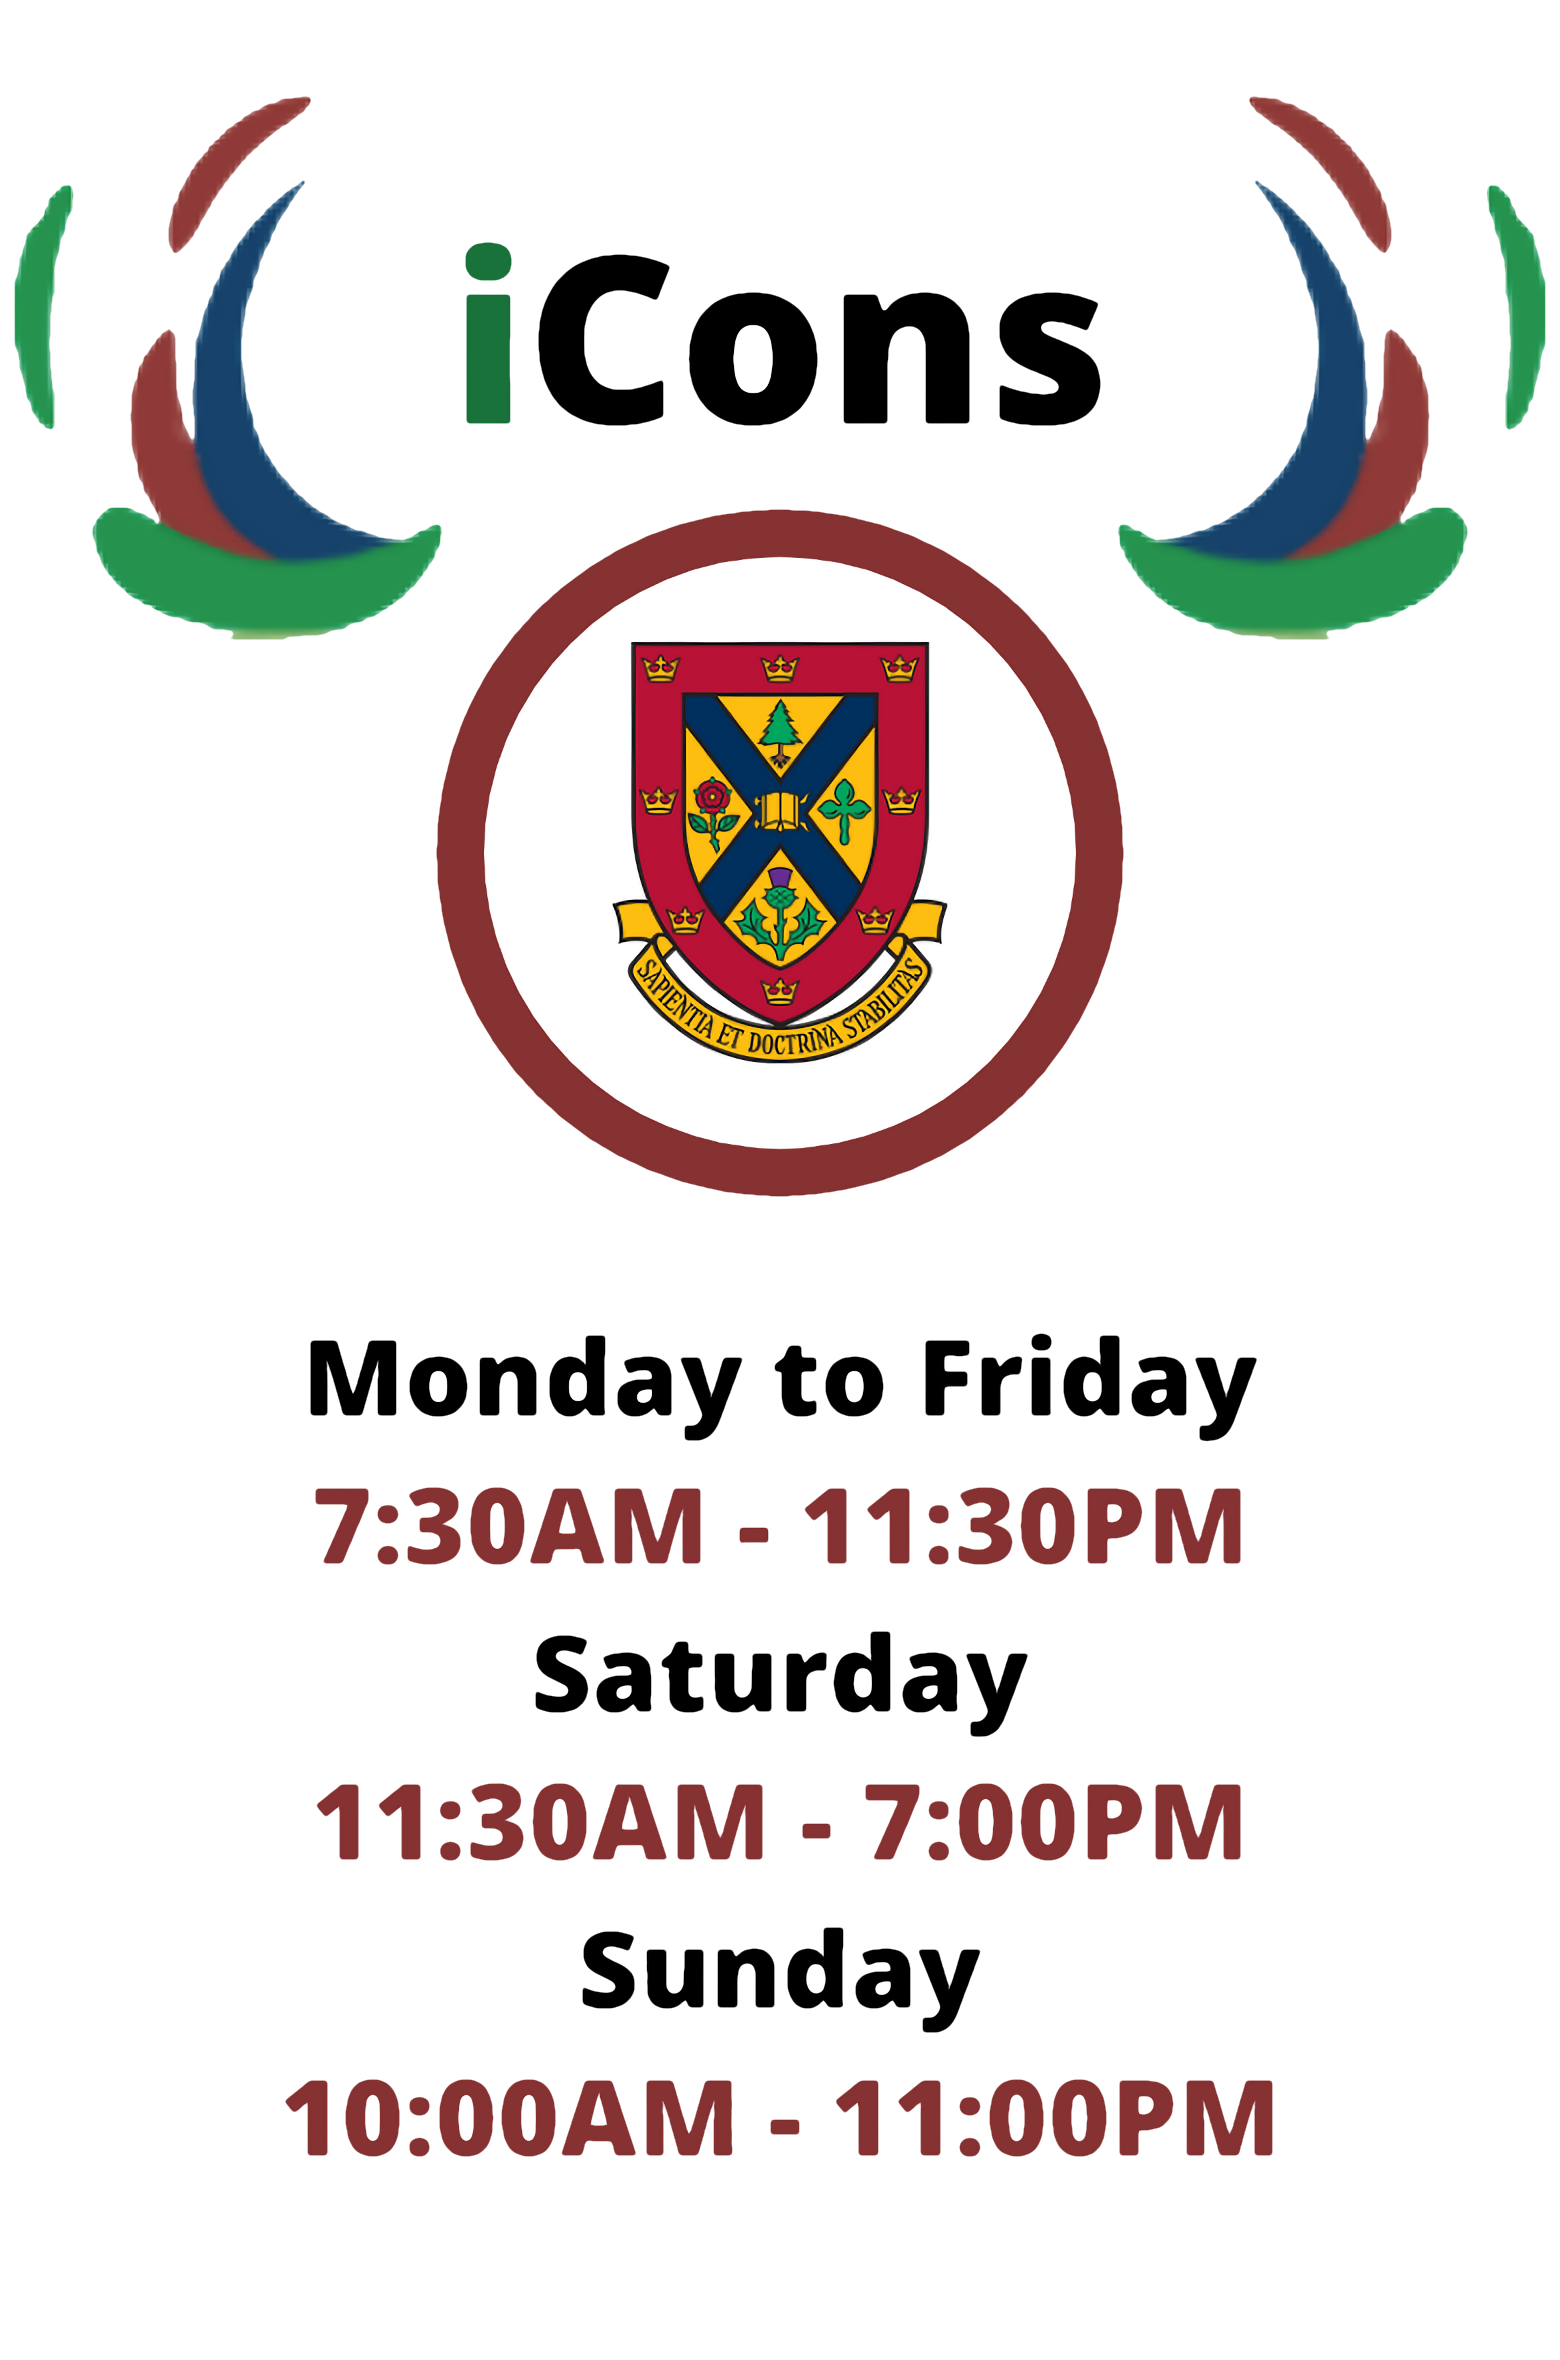 iCons
SAPIENTIA ET DOCTRINA STABILITAS
Monday to Friday
7:30AM - 11:30PM
Saturday
11:30AM - 7:00PM
Sunday
10:00AM - 11:00PM